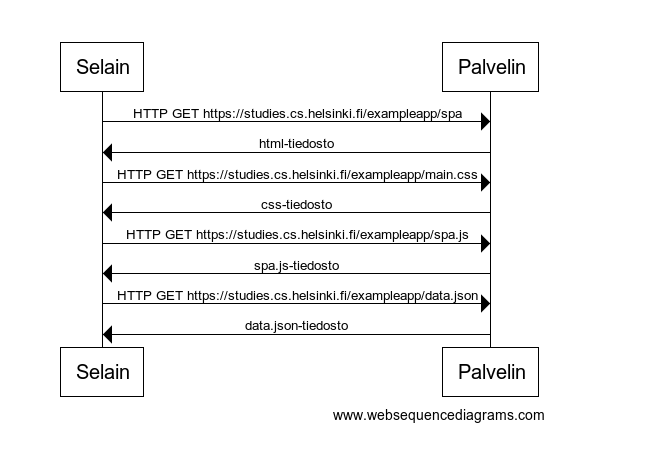 Selain
Palvelin
HTTP GET https://studies.cs.helsinki.fi/exampleapp/spa
html-tiedosto
HTTP GET https://studies.cs.helsinki.fi/exampleapp/main.css
css-tiedosto
HTTP GET https://studies.cs.helsinki.fi/exampleapp/spa.js
spa.js-tiedosto
HTTP GET https://studies.cs.helsinki.fi/exampleapp/data.json
data.json-tiedosto
Selain
Palvelin
www.websequencediagrams.com